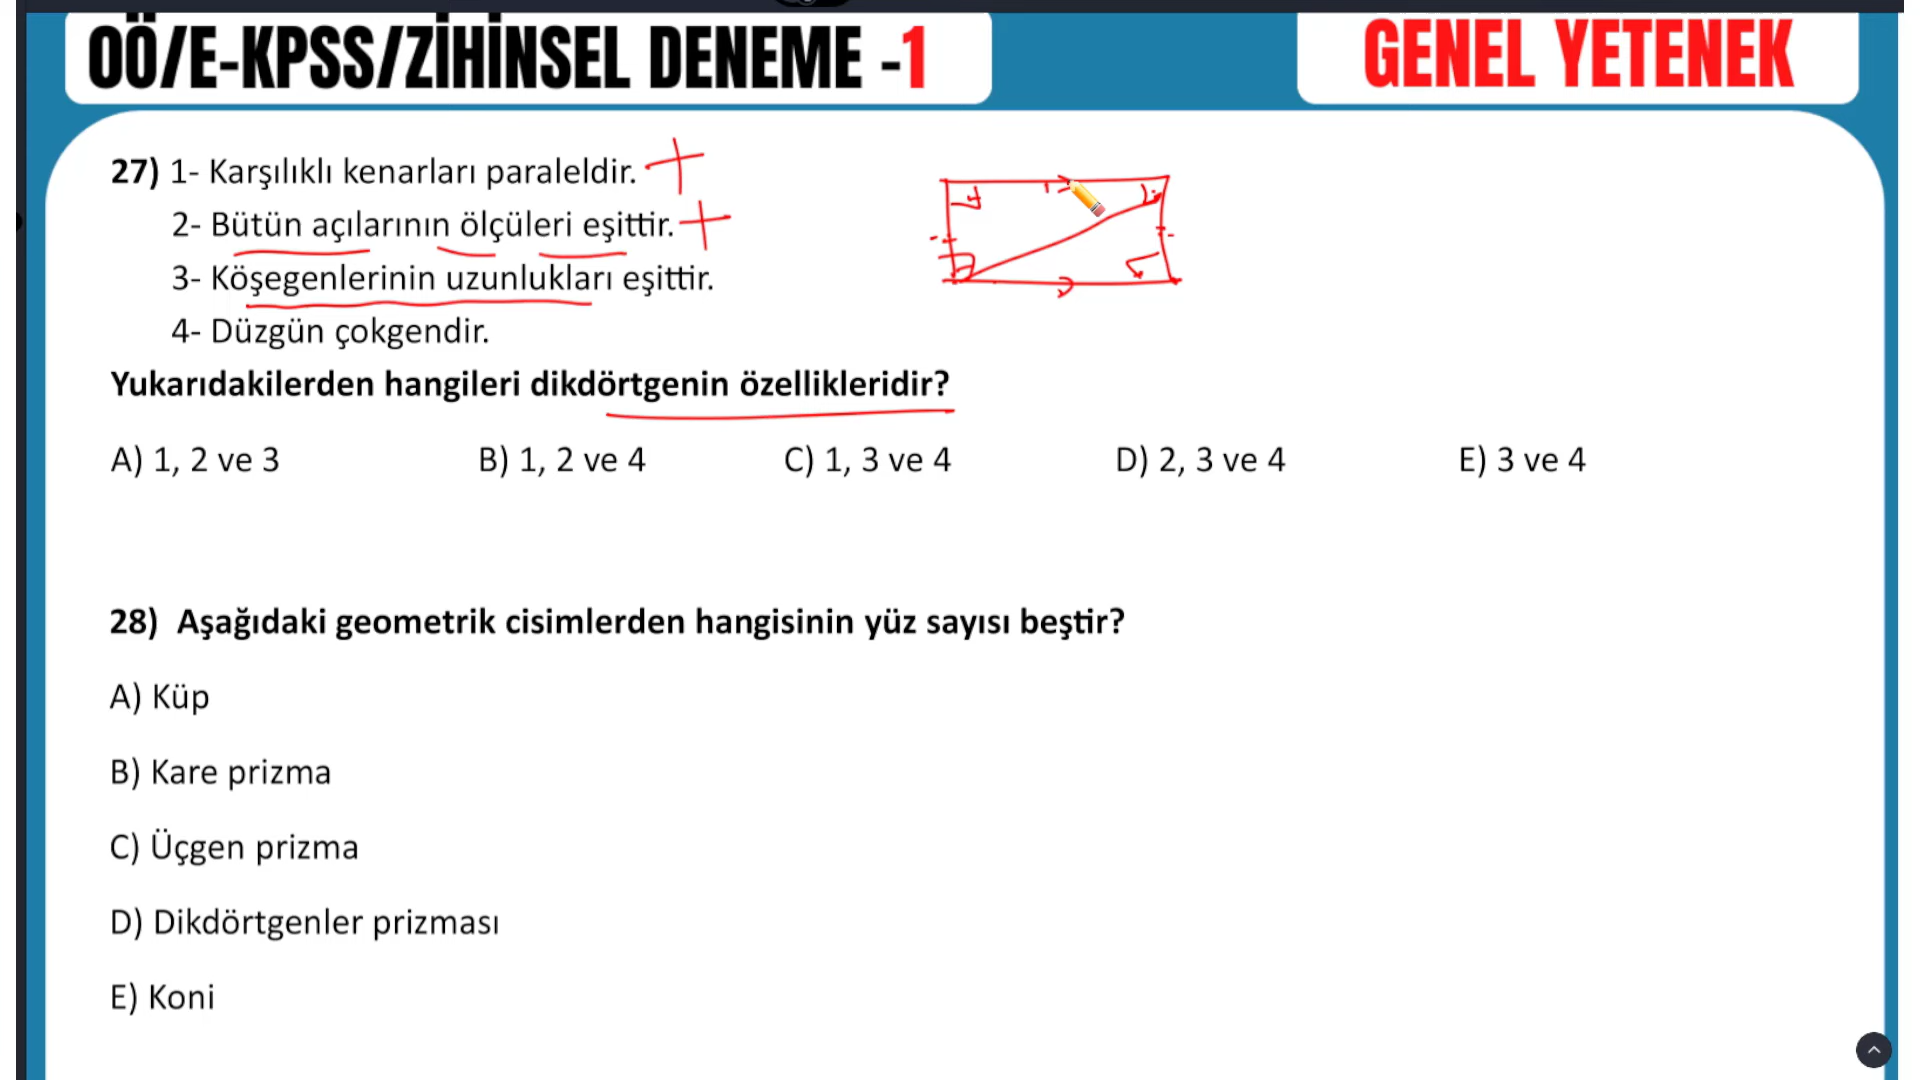 OÖ/E-KPSS/ZİHİNSEL DENEME -1
GENEL YETENEK
27) 1- Karşılıklı kenarları paraleldir.
2- Bütün açılarının ölçüleri eşittir.
3- Köşegenlerinin uzunlukları eşittir.
4- Düzgün çokgendir.
Yukarıdakilerden hangileri dikdörtgenin özellikleridir?
A) 1, 2 ve 3 B) 1, 2 ve 4 C) 1, 3 ve 4 D) 2, 3 ve 4 E) 3 ve 4
28) Aşağıdaki geometrik cisimlerden hangisinin yüz sayısı beştir?
A) Küp
B) Kare prizma
C) Üçgen prizma
D) Dikdörtgenler prizması
E) Koni